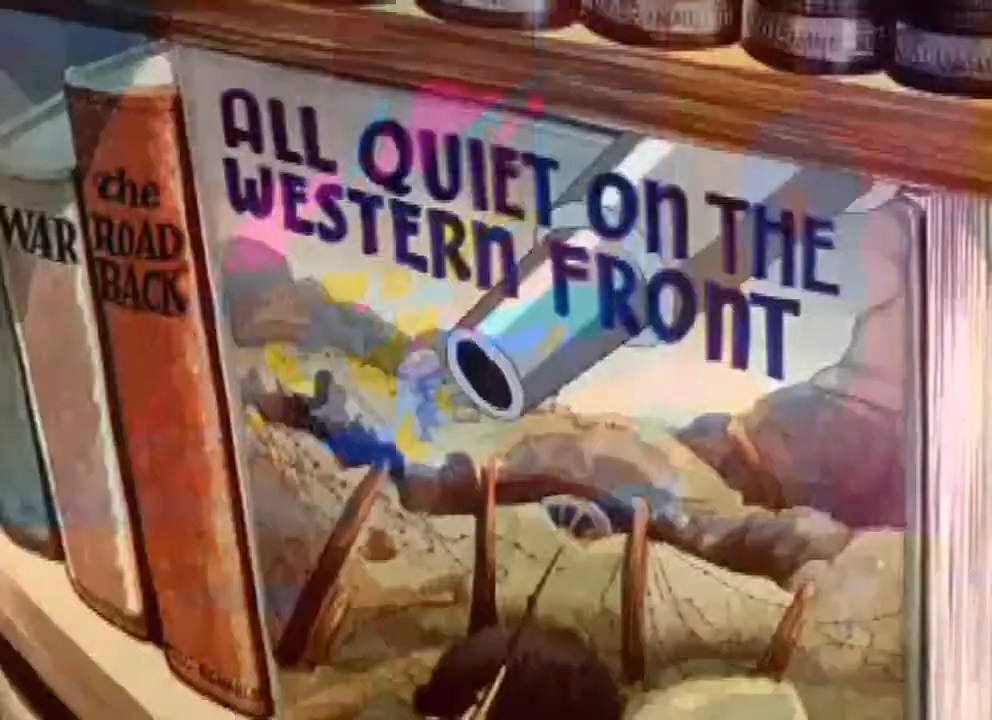 ALL QUIET ON THE
WESTERN FRONT
WAR
the
ROAD
BACK